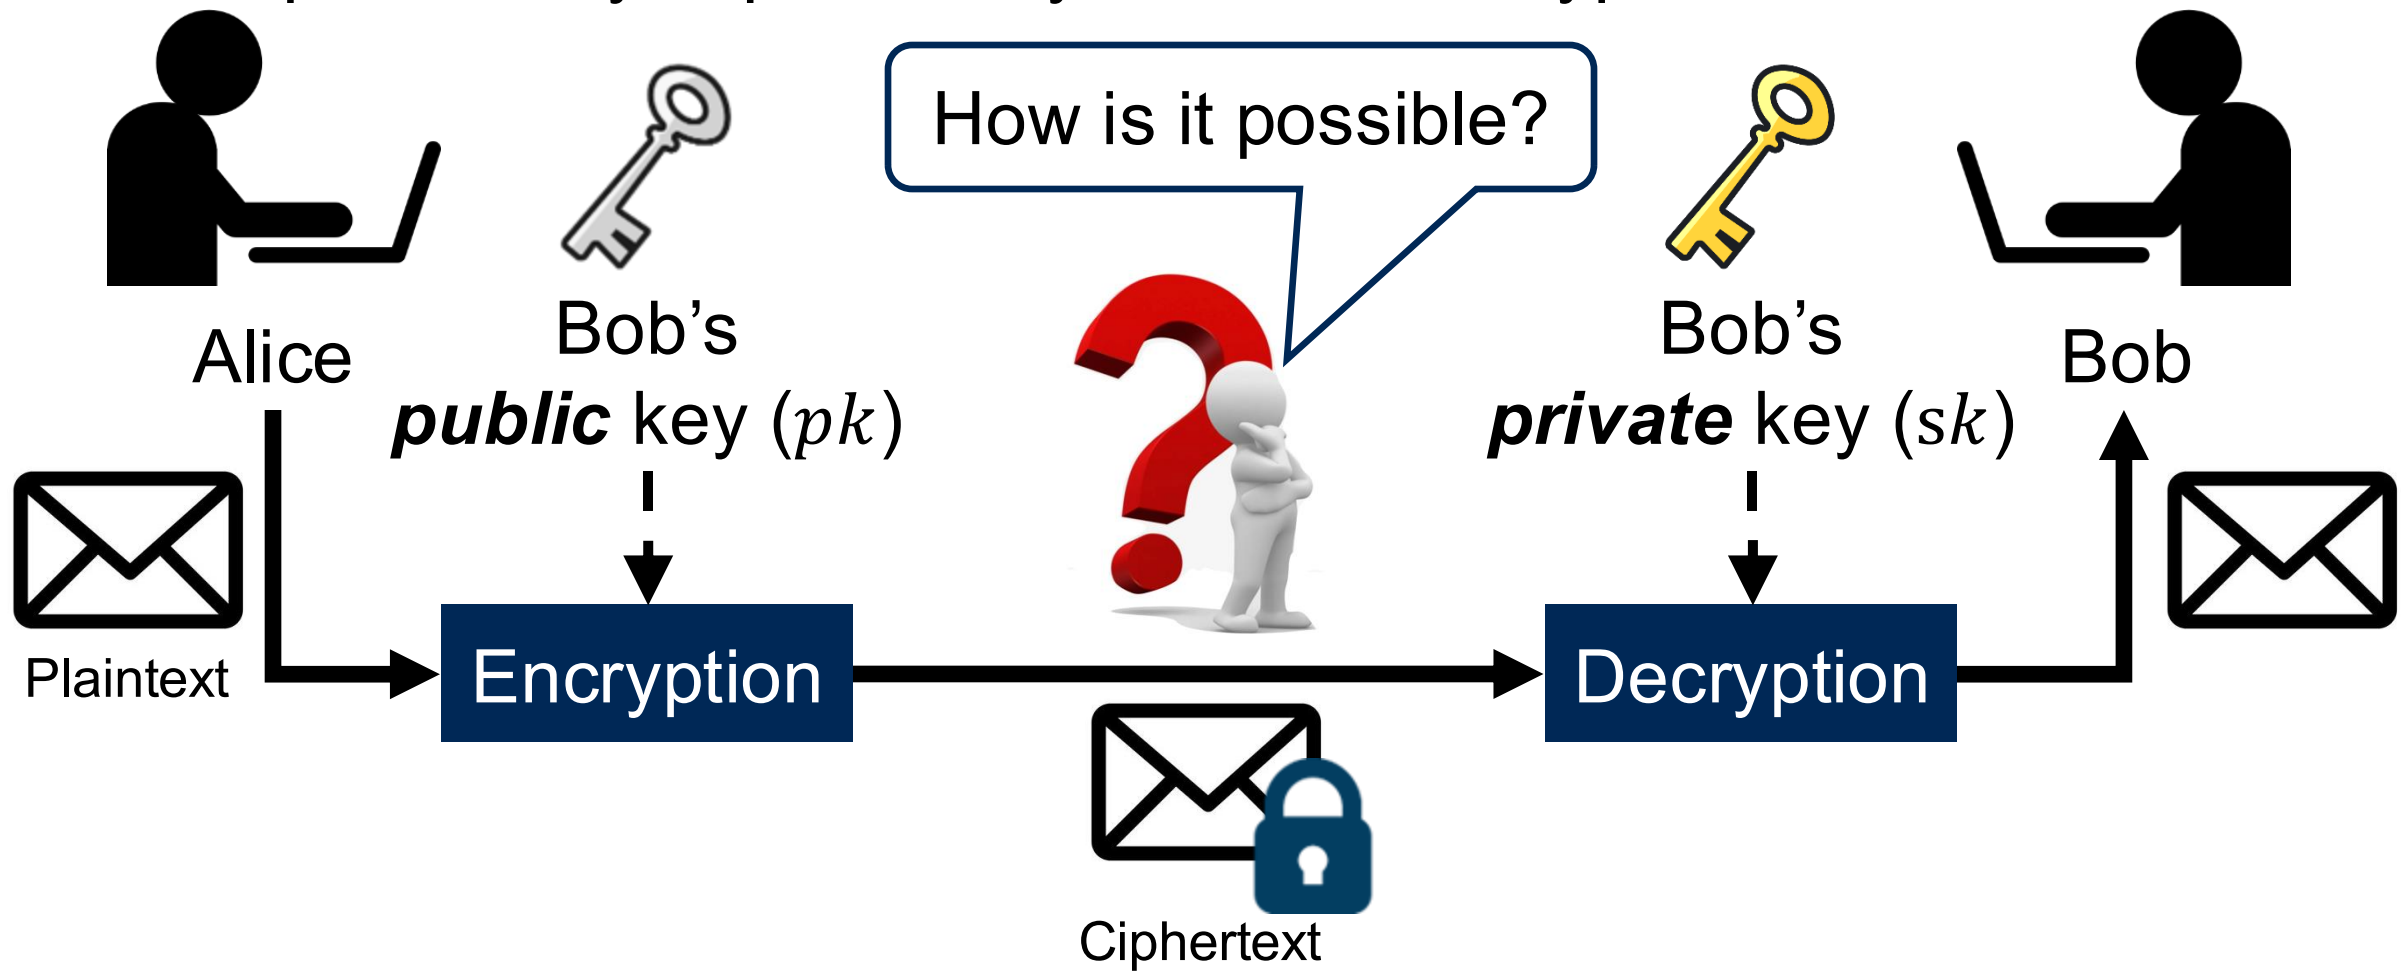 How is it possible?
Alice
Bob's
public key (pk)
Bob's
private key (sk)
Bob
Plaintext
Encryption
Decryption
Ciphertext